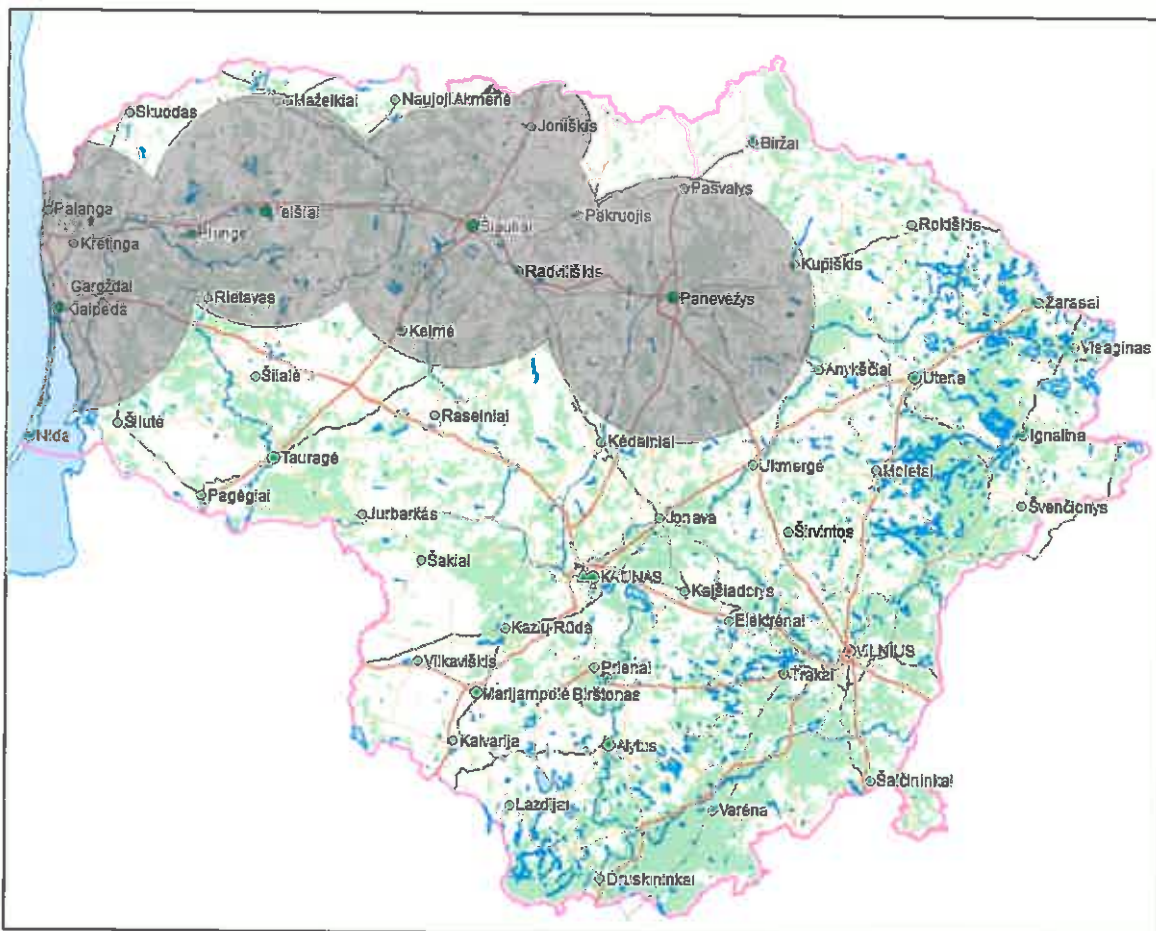 Skuodas
Mažeikiai
Naujoji Akmenė
Joniškis
Biržai
Palanga
Telšiai
Plungė
Šiauliai
Pakruojis
Pasvalys
Rokiškis
Kretinga
Radviliškis
Kupiškis
Gargždai
Klaipėda
Rietavas
Panevėžys
Zarasai
Kelmė
Visaginas
Šilalė
Anykščiai
Utena
Raseiniai
Šilutė
Nida
Kėdainiai
Ignalina
Tauragė
Ukmergė
Molėtai
Pagėgiai
Jurbarkas
Jonava
Širvintos
Švenčionys
Šakiai
KAUNAS
Kaišiadorys
Elektrėnai
Kazlų Rūda
VILNIUS
Vilkaviškis
Prienai
Trakai
Marijampolė
Birštonas
Kalvarija
Alytus
Šalčininkai
Lazdijai
Varėna
Druskininkai